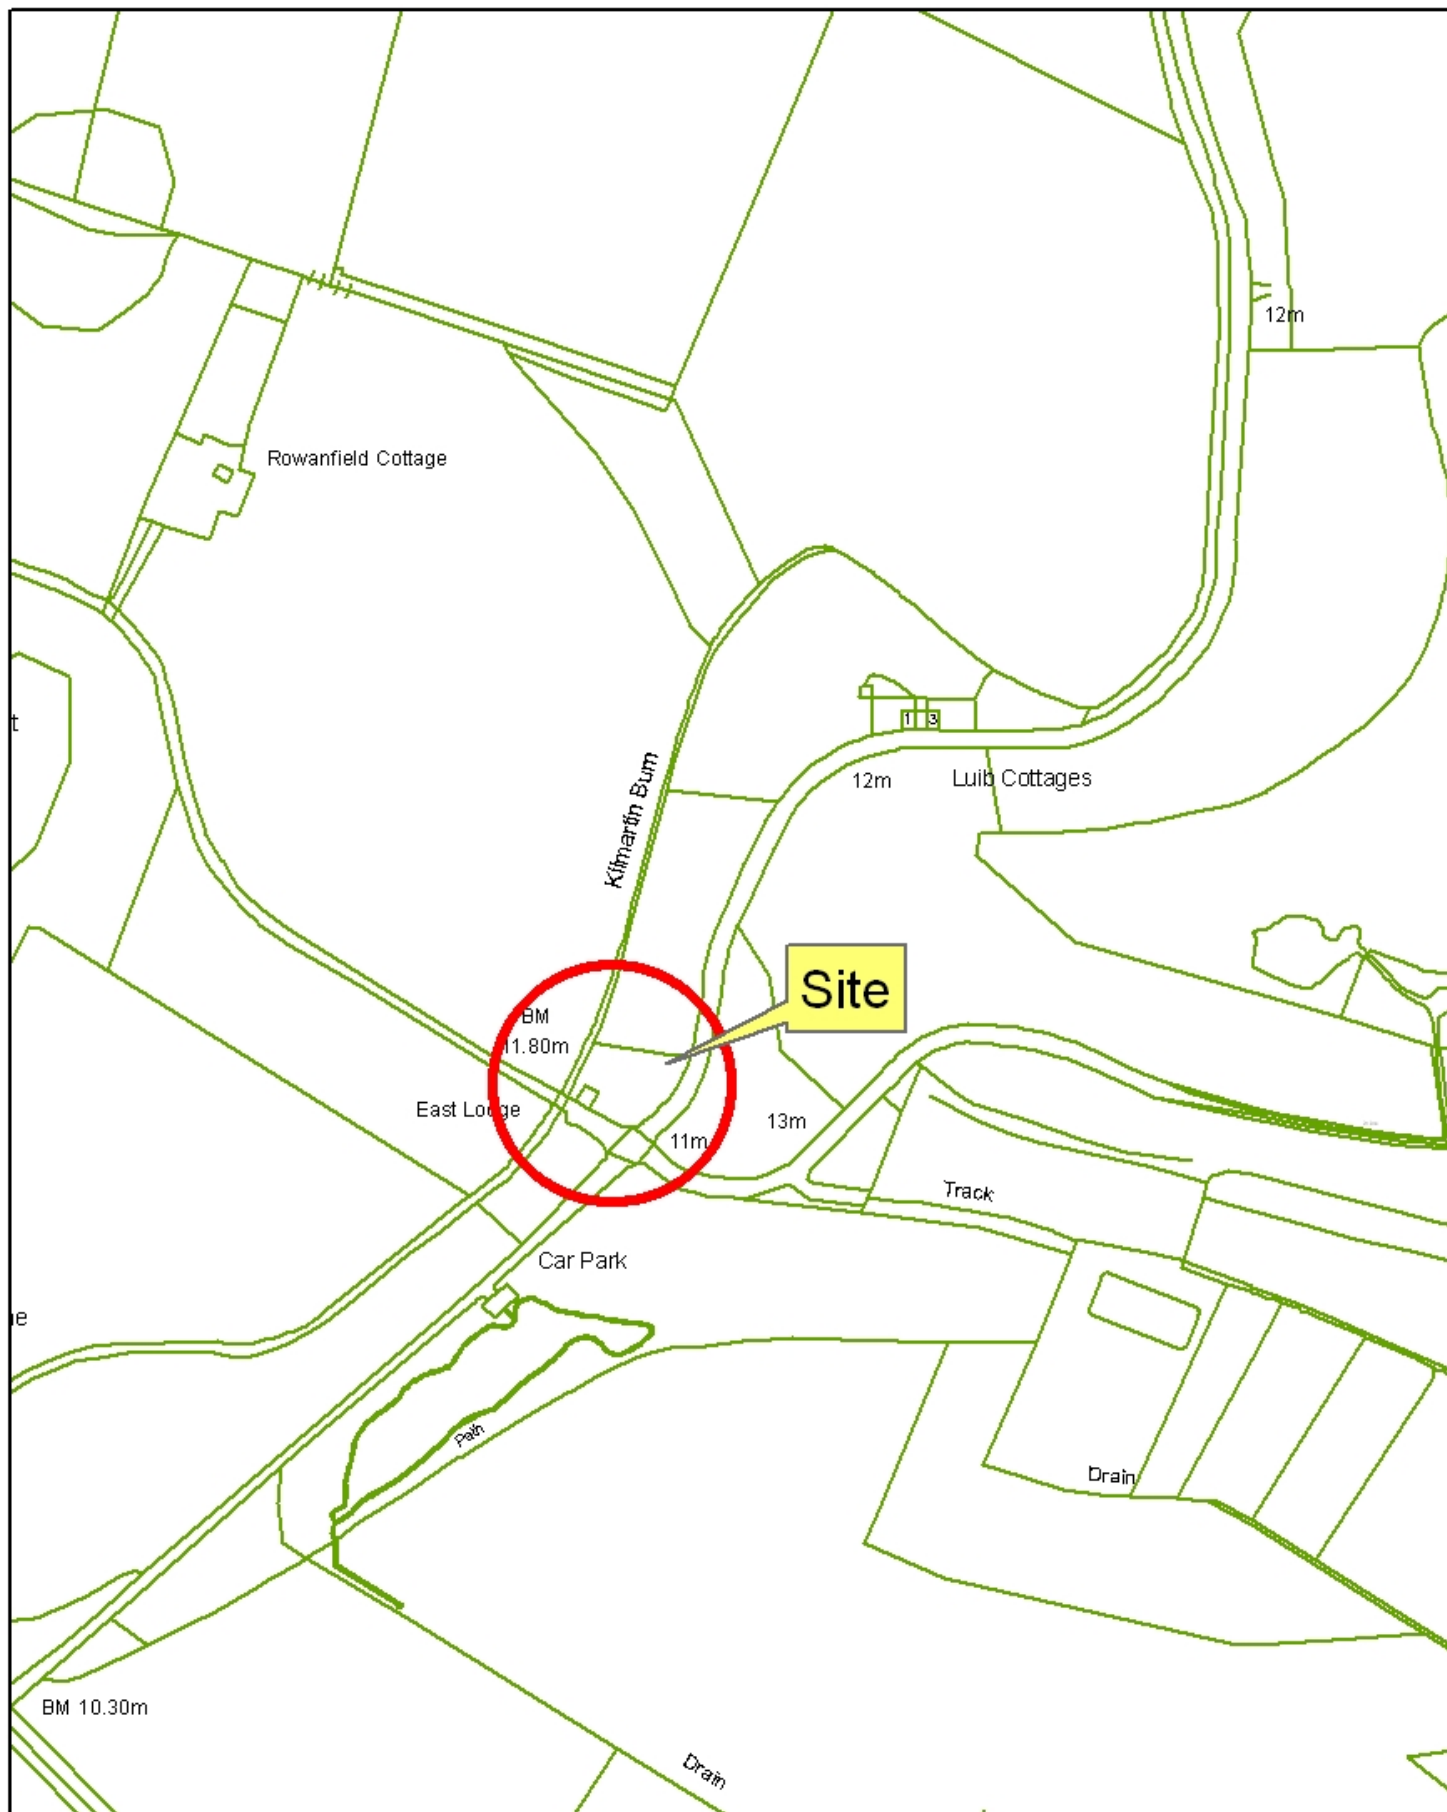 12m
Rowanfield Cottage
t
1
3
12m
Luib Cottages
Kilmartin Burn
Site
BM
11.80m
East Lodge
13m
11m
Track
Car Park
ne
Path
Drain
BM 10.30m
Drain